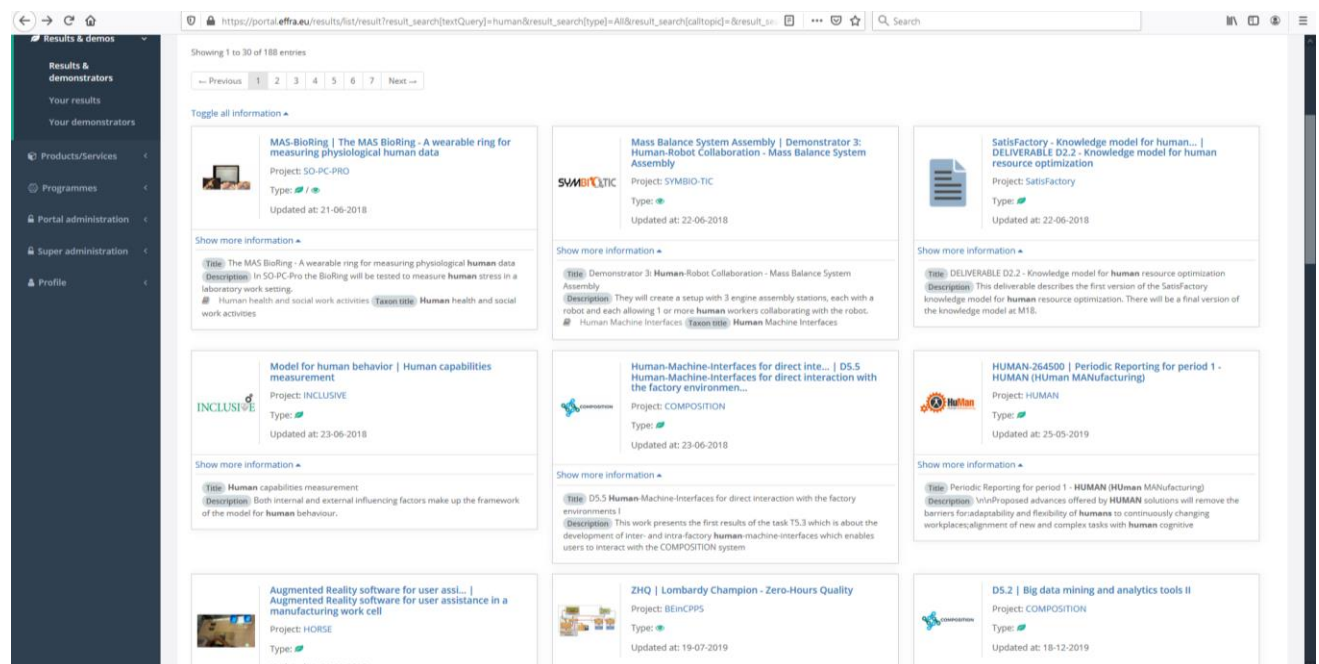 https://portal.effra.eu/results/list/result?result_search[textQuery]=human&result_search[type]=All&result_search[calltopic]=&result_se
Search
Results & demos
Results &
demonstrators
Your results
Your demonstrators
Products/Services
Programmes
Portal administration
Super administration
Profile
Showing 1 to 30 of 188 entries
← Previous 1 2 3 4 5 6 7 Next →
Toggle all information
MAS-BioRing | The MAS BioRing - A wearable ring for
measuring physiological human data
Project: SO-PC-PRO
Type: /
Updated at: 21-06-2018
Show more information
Title The MAS BioRing - A wearable ring for measuring physiological human data
Description In SO-PC-Pro the BioRing will be tested to measure human stress in a
laboratory work setting.
Human health and social work activities Taxon title Human health and social
work activities
SYMBIOTIC
Mass Balance System Assembly | Demonstrator 3:
Human-Robot Collaboration - Mass Balance System
Assembly
Project: SYMBIO-TIC
Type:
Updated at: 22-06-2018
Show more information
Title Demonstrator 3: Human-Robot Collaboration - Mass Balance System
Assembly
Description They will create a setup with 3 engine assembly stations, each with a
robot and each allowing 1 or more human workers collaborating with the robot.
Human Machine Interfaces Taxon title Human Machine Interfaces
SatisFactory - Knowledge model for human... |
DELIVERABLE D2.2 - Knowledge model for human
resource optimization
Project: SatisFactory
Type:
Updated at: 22-06-2018
Show more information
Title DELIVERABLE D2.2 - Knowledge model for human resource optimization
Description This deliverable describes the first version of the SatisFactory
knowledge model for human resource optimization. There will be a final version of
the knowledge model at M18.
INCLUSIVE
Model for human behavior | Human capabilities
measurement
Project: INCLUSIVE
Type:
Updated at: 23-06-2018
Show more information
Title Human capabilities measurement
Description Both internal and external influencing factors make up the framework
of the model for human behaviour.
COMPOSITION
Human-Machine-Interfaces for direct inte... | D5.5
Human-Machine-Interfaces for direct interaction with
the factory environmen...
Project: COMPOSITION
Type:
Updated at: 23-06-2018
Show more information
Title D5.5 Human-Machine-Interfaces for direct interaction with the factory
environments I
Description This work presents the first results of the task T5.3 which is about the
development of inter- and intra-factory human-machine-interfaces which enables
users to interact with the COMPOSITION system
HuMan
HUMAN-264500 | Periodic Reporting for period 1 -
HUMAN (HUman MANufacturing)
Project: HUMAN
Type:
Updated at: 25-05-2019
Show more information
Title Periodic Reporting for period 1 - HUMAN (HUman MANufacturing)
Description \n\nProposed advances offered by HUMAN solutions will remove the
barriers for:adaptability and flexibility of humans to continuously changing
workplaces;alignment of new and complex tasks with human cognitive
Augmented Reality software for user assi... |
Augmented Reality software for user assistance in a
manufacturing work cell
Project: HORSE
Type:
ZHQ | Lombardy Champion - Zero-Hours Quality
Project: BEinCPPS
Type:
Updated at: 19-07-2019
COMPOSITION
D5.2 | Big data mining and analytics tools II
Project: COMPOSITION
Type:
Updated at: 18-12-2019